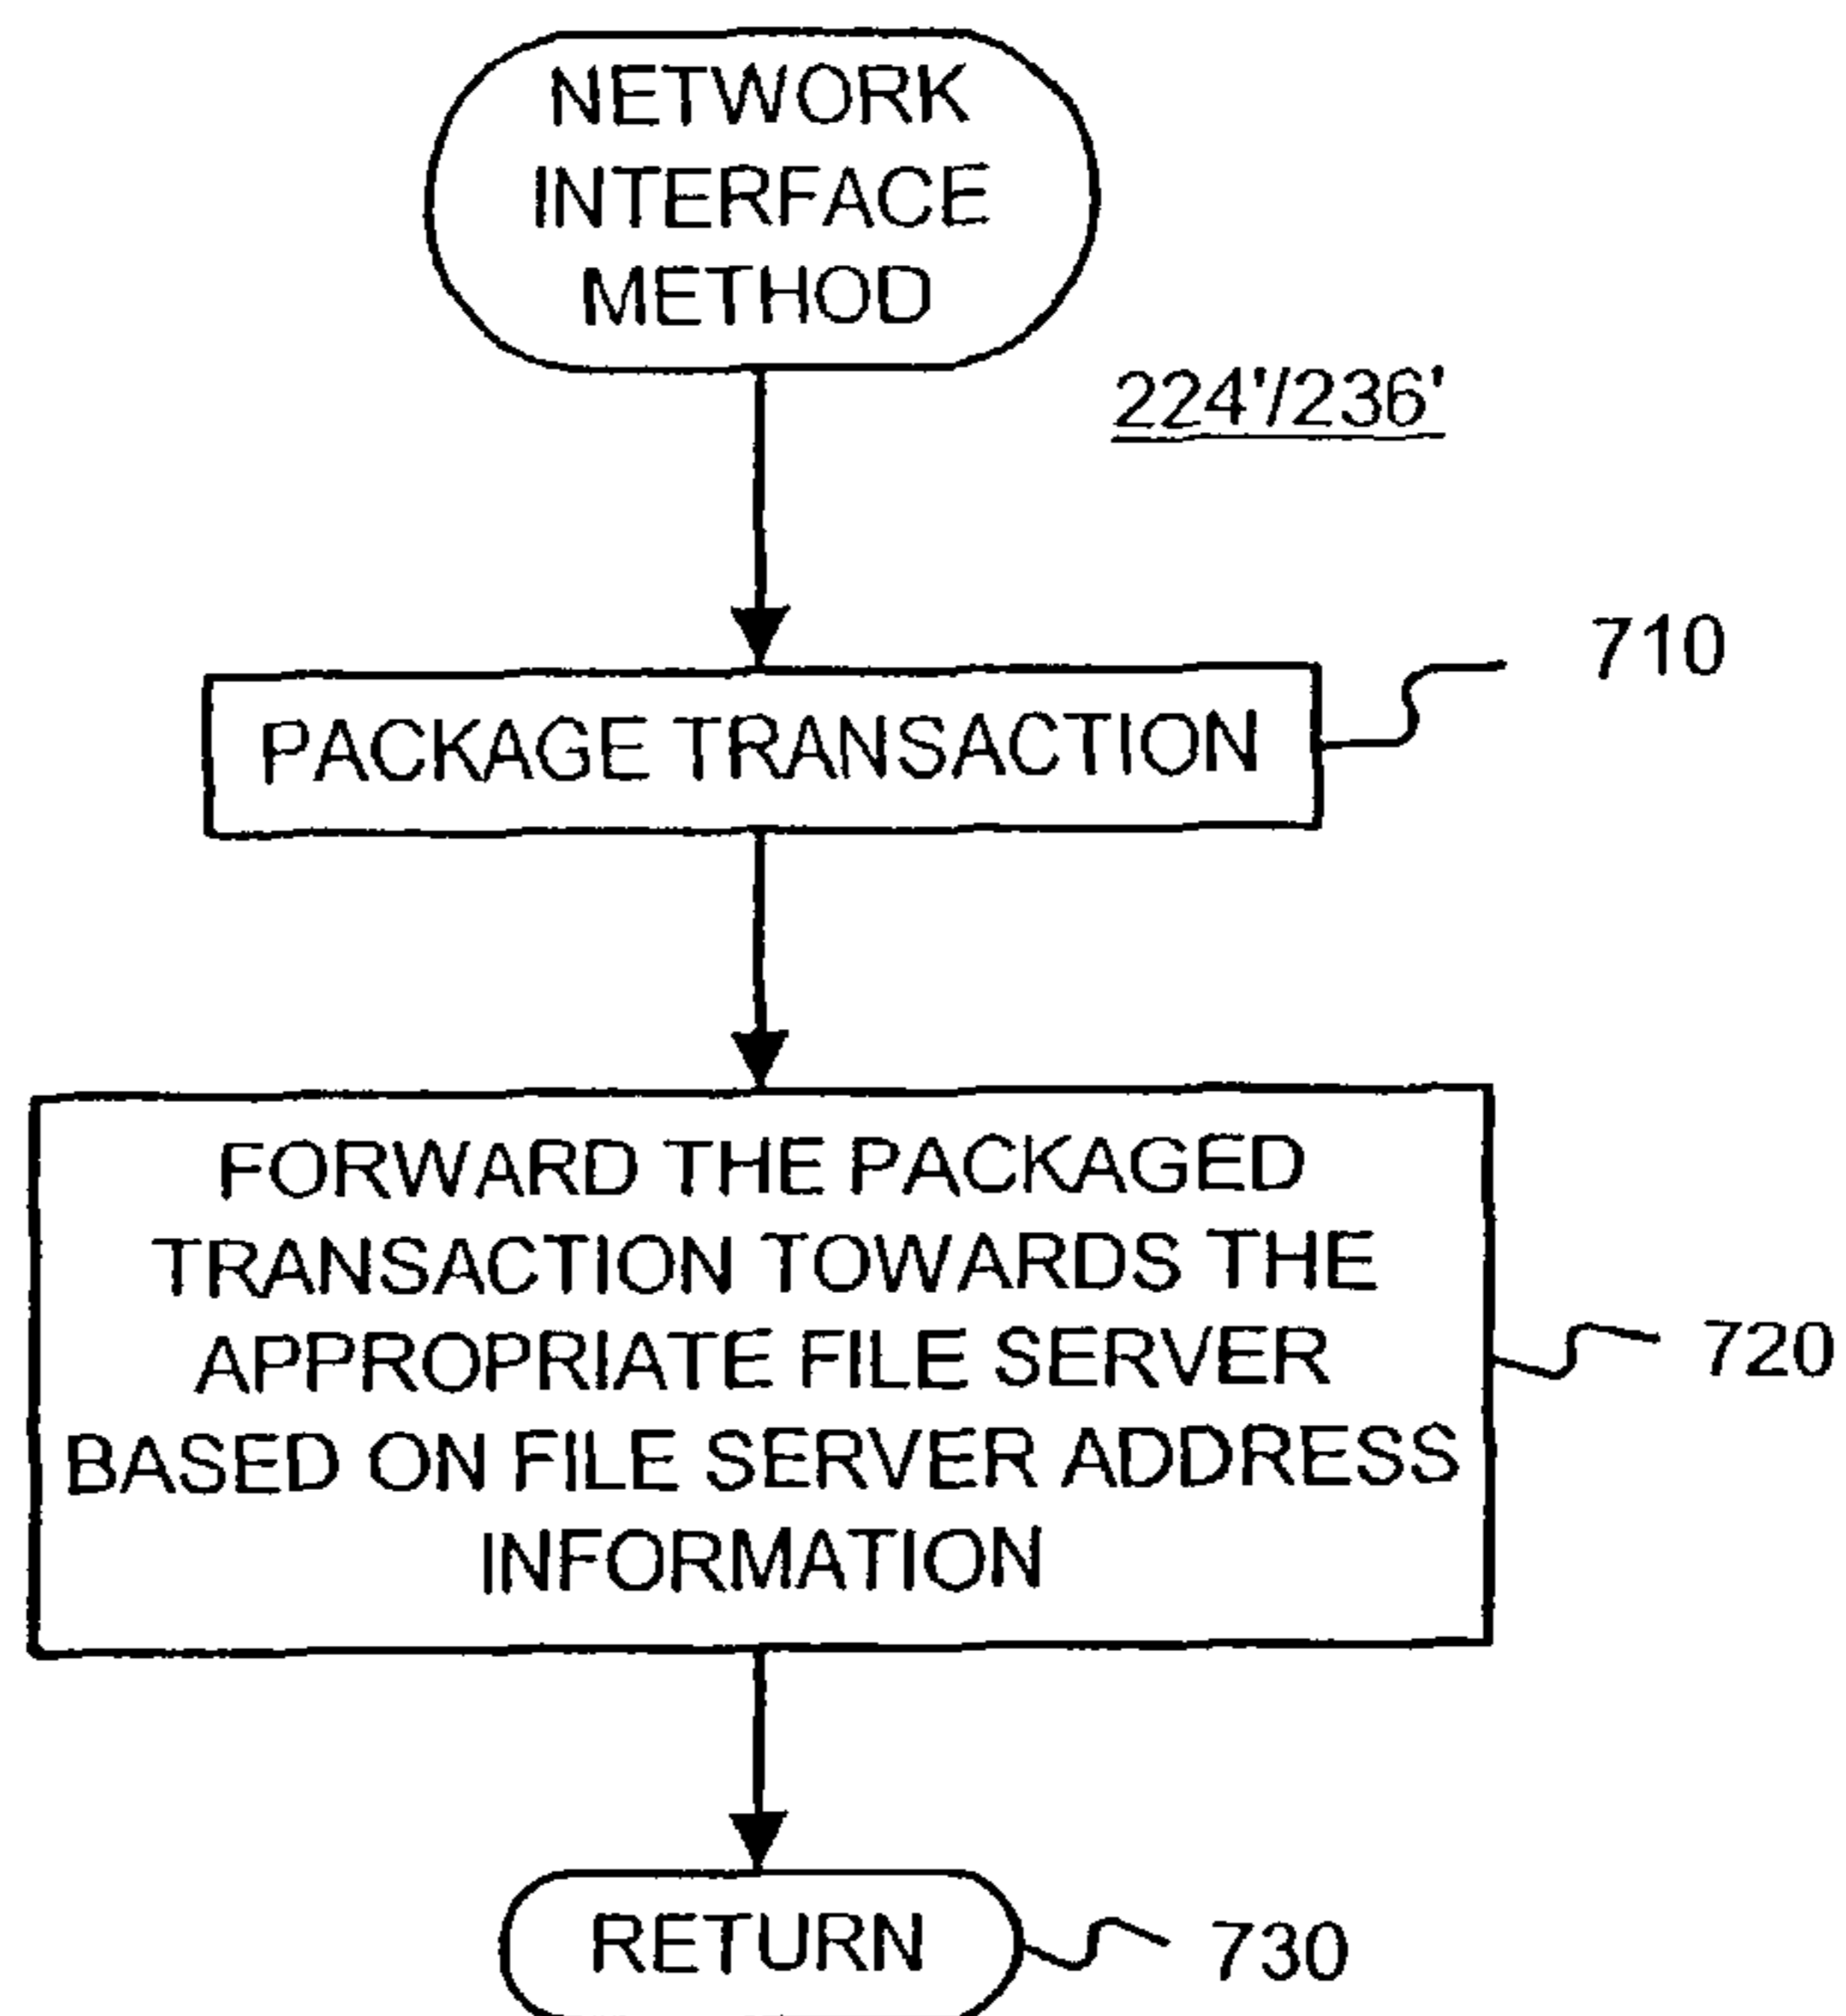 NETWORK
INTERFACE
METHOD
224'/236'
710
PACKAGE TRANSACTION
FORWARD THE PACKAGED
TRANSACTION TOWARDS THE
APPROPRIATE FILE SERVER
720
BASED ON FILE SERVER ADDRESS
INFORMATION
RETURN
730